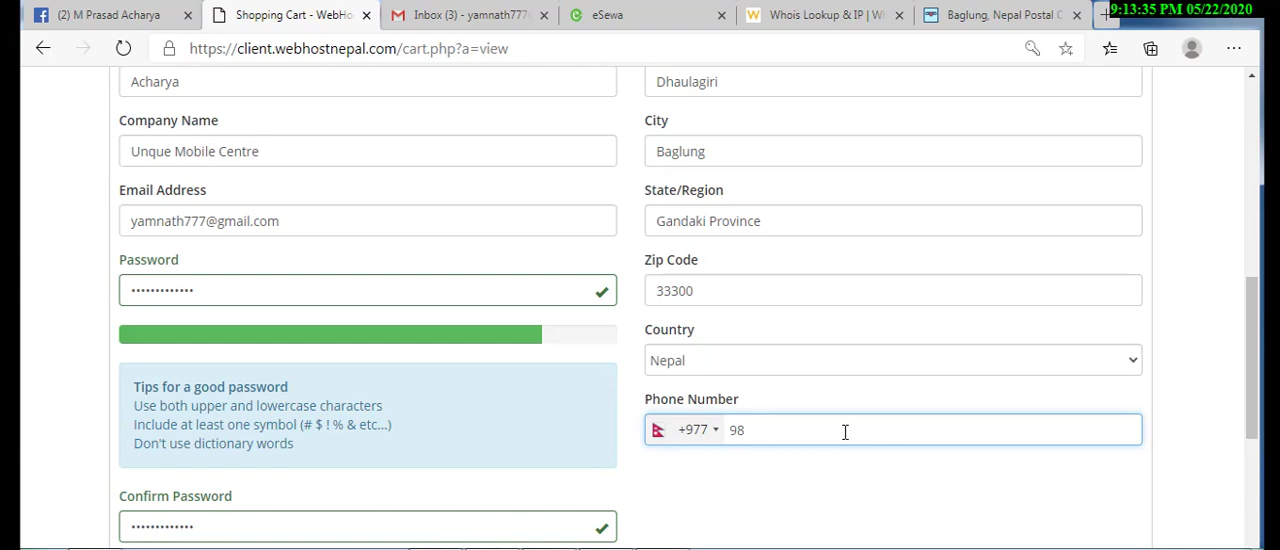 9:13:35 PM 05/22/2020
(2) M Prasad Acharya
Shopping Cart - WebHo
Inbox (3) - yamnath777
eSewa
Whois Lookup & IP | W
Baglung, Nepal Postal C
https://client.webhostnepal.com/cart.php?a=view
Acharya
Dhaulagiri
Company Name
City
Unque Mobile Centre
Baglung
Email Address
State/Region
yamnath777@gmail.com
Gandaki Province
Password
Zip Code
•••••••••••••
33300
Country
Nepal
Tips for a good password
Use both upper and lowercase characters
Include at least one symbol (# $ ! % & etc...)
Don't use dictionary words
Phone Number
+977 98
Confirm Password
•••••••••••••